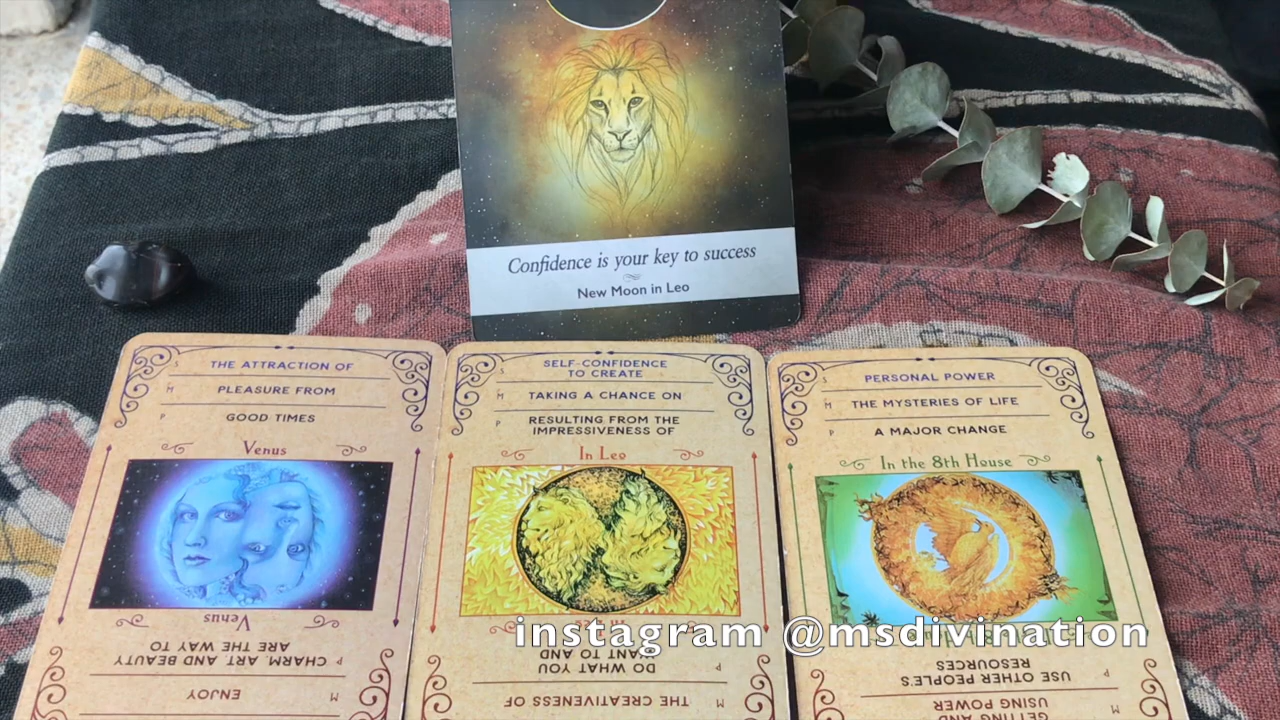 Confidence is your key to success
New Moon in Leo
S THE ATTRACTION OF
M PLEASURE FROM
P GOOD TIMES
Venus
Venus
P CHARM, ART, AND BEAUTY
ARE THE WAY TO
M ENJOY
S SELF-CONFIDENCE
TO CREATE
M TAKING A CHANCE ON
P RESULTING FROM THE
IMPRESSIVENESS OF
In Leo
P DO WHAT YOU
WANT TO AND
M THE CREATIVENESS OF
S PERSONAL POWER
M THE MYSTERIES OF LIFE
P A MAJOR CHANGE
In the 8th House
P USE OTHER PEOPLE'S
RESOURCES
M GETTING AND
USING POWER
instagram @msdivination